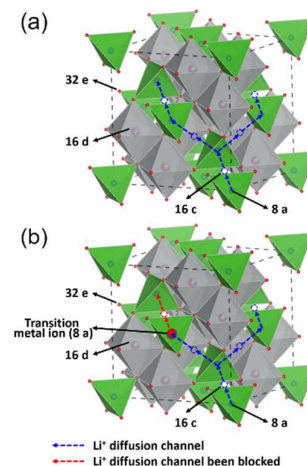 (a)
32 e
16 d
16 c
8 a
(b)
32 e
Transition
metal ion (8 a)
16 d
16 c
8 a
Li⁺ diffusion channel
Li⁺ diffusion channel been blocked